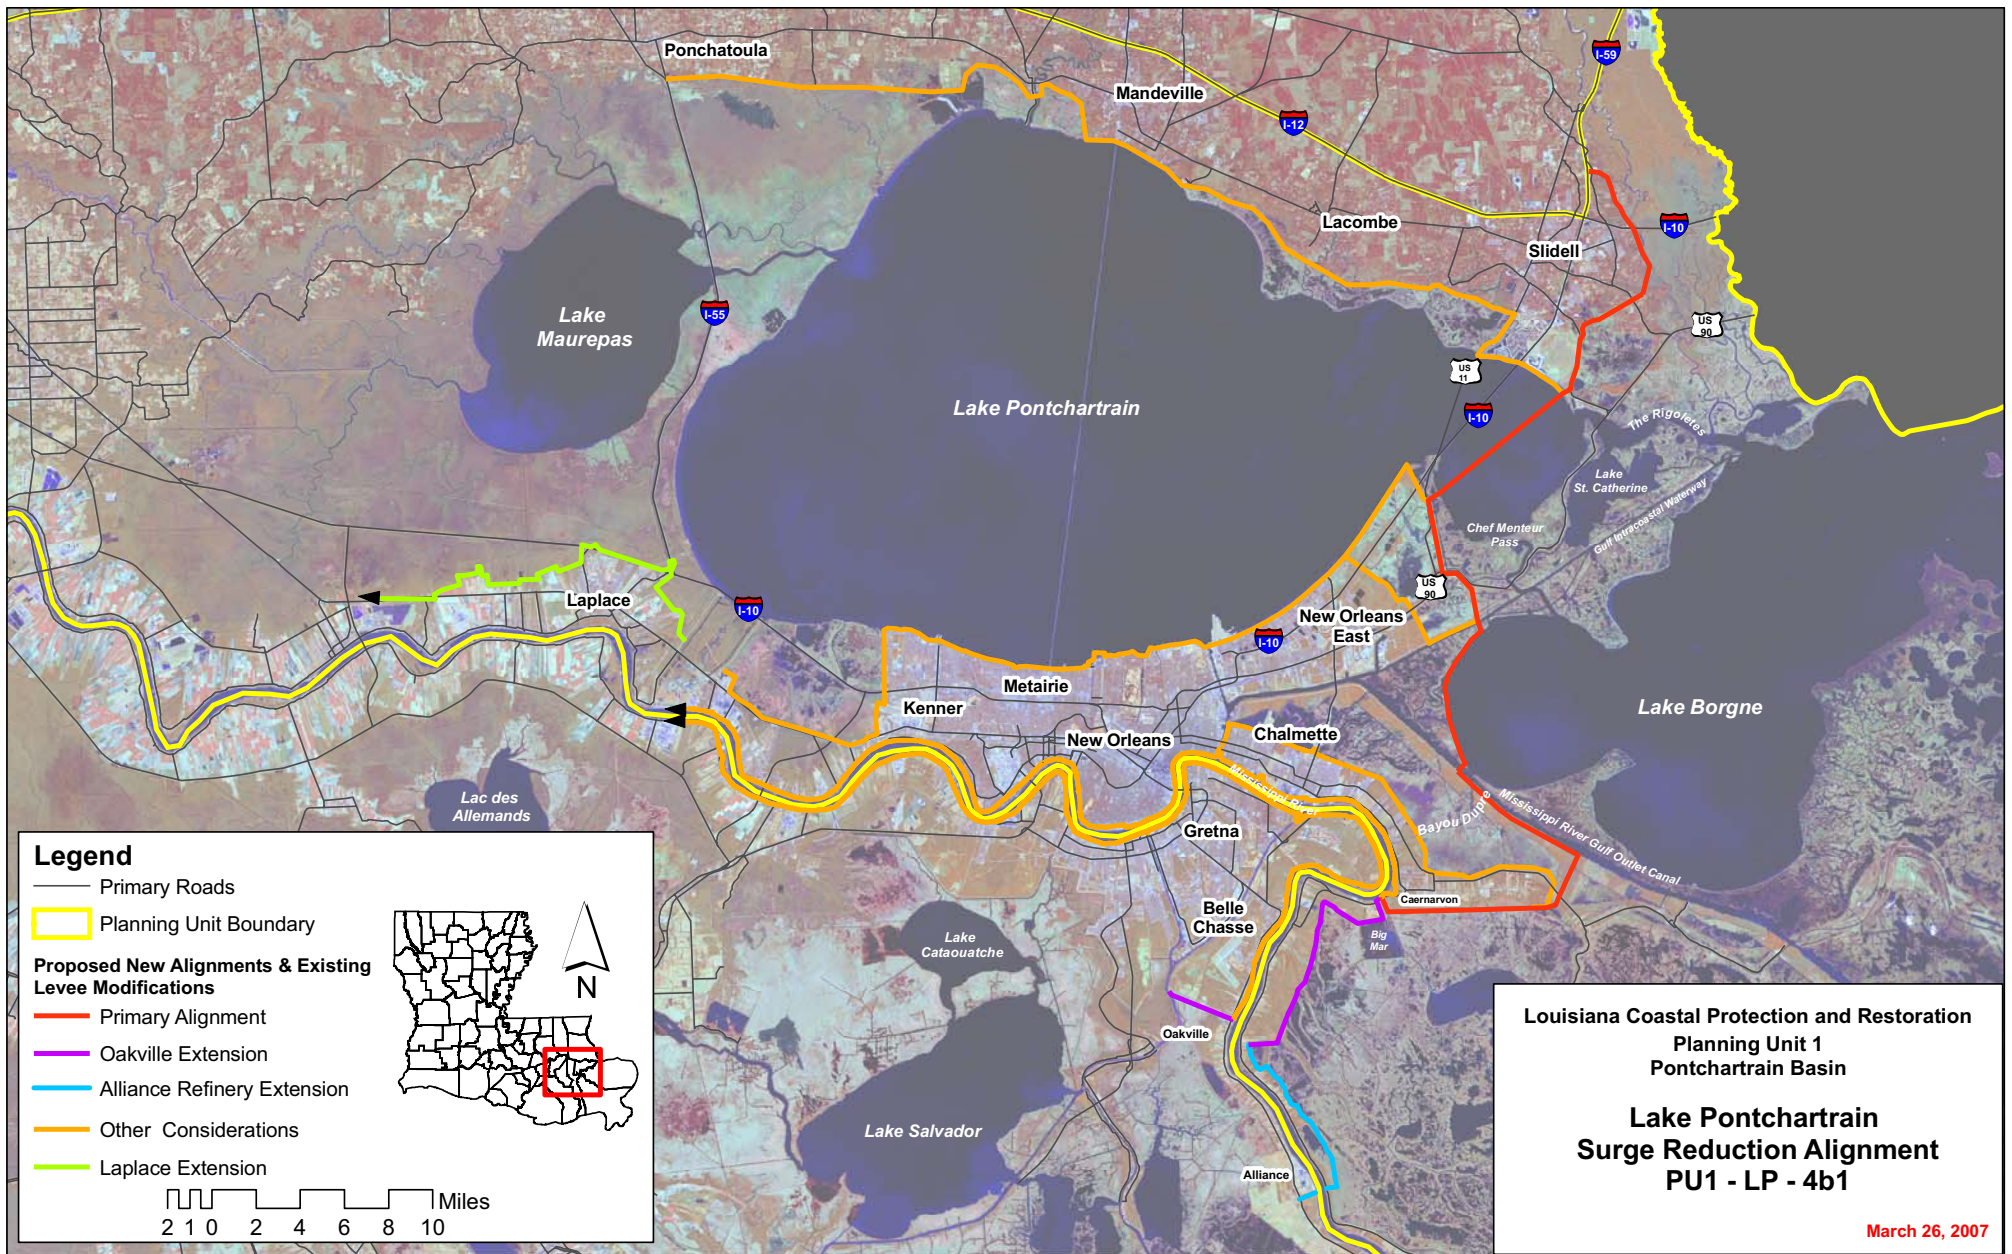 Ponchatoula
Mandeville
I-59
I-12
Lacombe
I-10
Slidell
Lake
Maurepas
I-55
US
90
US
11
Lake Pontchartrain
I-10
The Rigoletes
Lake
St. Catherine
Gulf Intracoastal Waterway
Chef Menteur
Pass
US
90
Laplace
I-10
New Orleans
East
I-10
Metairie
Kenner
Lake Borgne
New Orleans
Chalmette
Mississippi River
Lac des
Allemands
Gretna
Bayou Dupre
Mississippi River Gulf Outlet Canal
Caernarvon
Belle
Chasse
Big
Mar
Lake
Cataouatche
Oakville
Lake Salvador
Alliance
Legend
Primary Roads
Planning Unit Boundary
Proposed New Alignments & Existing
Levee Modifications
Primary Alignment
Oakville Extension
Alliance Refinery Extension
Other Considerations
Laplace Extension
N
Miles
2 1 0 2 4 6 8 10
Louisiana Coastal Protection and Restoration
Planning Unit 1
Pontchartrain Basin
Lake Pontchartrain
Surge Reduction Alignment
PU1 - LP - 4b1
March 26, 2007